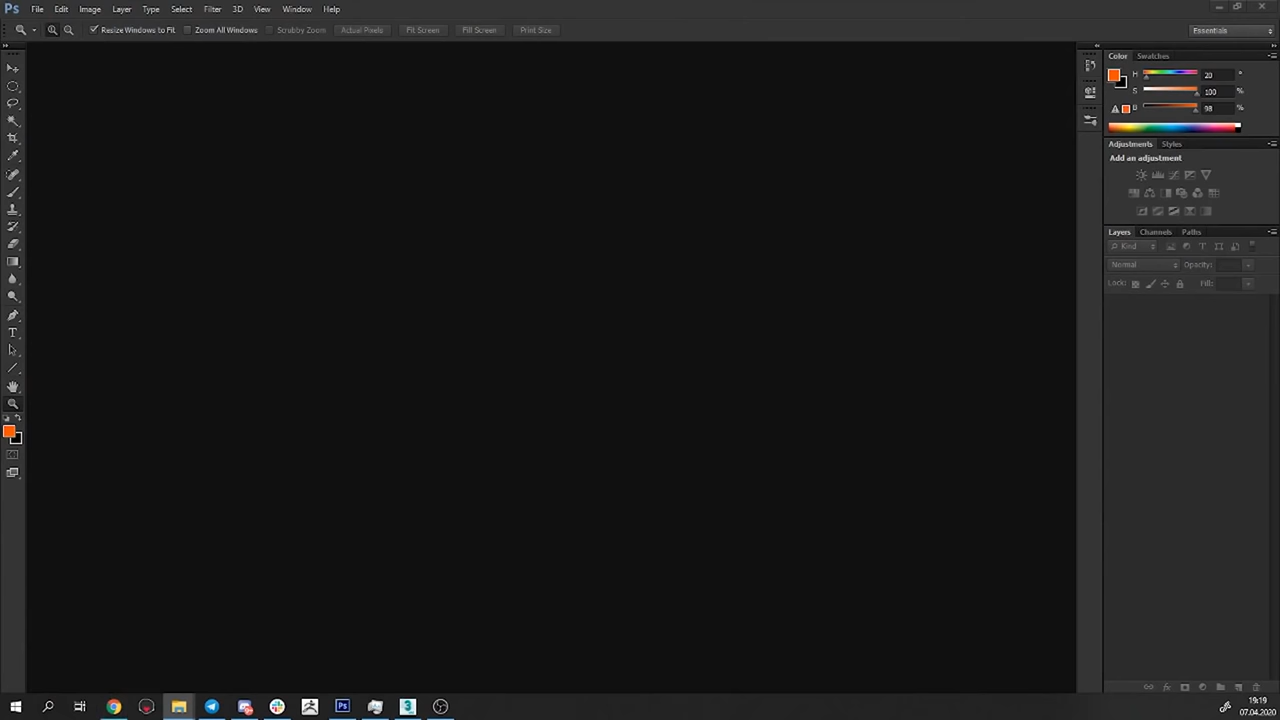 Ps File Edit Image Layer Type Select Filter 3D View Window Help
Resize Windows to Fit Zoom All Windows Scrubby Zoom Actual Pixels Fit Screen Fill Screen Print Size Essentials
Color Swatches
H 20 °
S 100 %
B 98 %
Adjustments Styles
Add an adjustment
Layers Channels Paths
Kind
Normal Opacity:
Lock: Fill:
19:19
07.04.2020